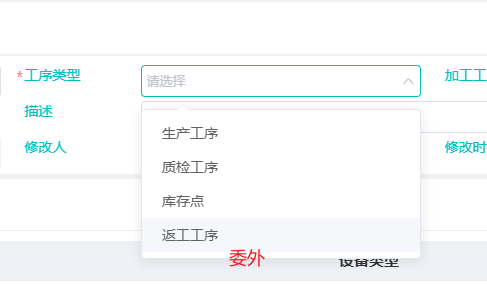 *工序类型 请选择 加工工
描述
生产工序
修改人 修改时
质检工序
库存点
返工工序
委外
设备类型